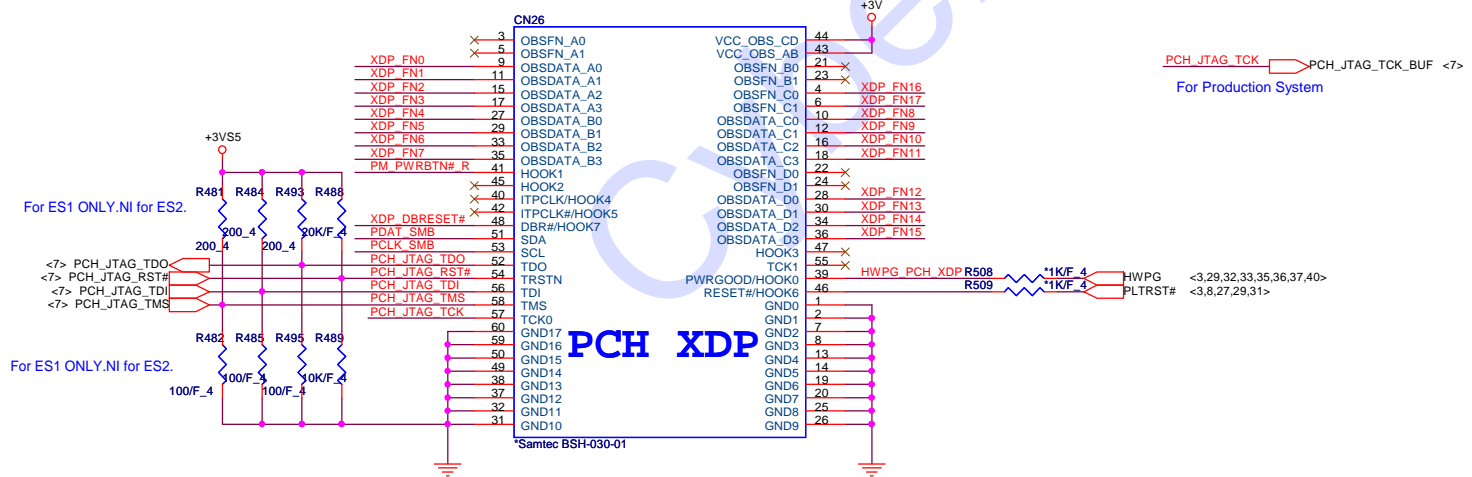 CN26
+3V
3 OBSFN_A0 VCC_OBS_CD 44
5 OBSFN_A1 VCC_OBS_AB 43
XDP_FN0 9 OBSDATA_A0 OBSFN_B0 21
XDP_FN1 11 OBSDATA_A1 OBSFN_B1 23
XDP_FN2 15 OBSDATA_A2 OBSFN_C0 4 XDP_FN16
XDP_FN3 17 OBSDATA_A3 OBSFN_C1 6 XDP_FN17
XDP_FN4 27 OBSDATA_B0 OBSDATA_C0 10 XDP_FN8
XDP_FN5 29 OBSDATA_B1 OBSDATA_C1 12 XDP_FN9
XDP_FN6 33 OBSDATA_B2 OBSDATA_C2 16 XDP_FN10
XDP_FN7 35 OBSDATA_B3 OBSDATA_C3 18 XDP_FN11
PM_PWRBTN#_R 41 HOOK1 OBSFN_D0 22
45 HOOK2 OBSFN_D1 24
40 ITPCLK/HOOK4 OBSDATA_D0 28 XDP_FN12
42 ITPCLK#/HOOK5 OBSDATA_D1 30 XDP_FN13
XDP_DBRESET# 48 DBR#/HOOK7 OBSDATA_D2 34 XDP_FN14
PDAT_SMB 51 SDA OBSDATA_D3 36 XDP_FN15
PCLK_SMB 53 SCL HOOK3 47
PCH_JTAG_TDO 52 TDO TCK1 55
PCH_JTAG_RST# 54 TRSTN PWRGOOD/HOOK0 39 HWPG_PCH_XDP R508 *1K/F_4 HWPG <3,29,32,33,35,36,37,40>
PCH_JTAG_TDI 56 TDI RESET#/HOOK6 46 R509 *1K/F_4 PLTRST# <3,8,27,29,31>
PCH_JTAG_TMS 58 TMS GND0 1
PCH_JTAG_TCK 57 TCK0 GND1 2
60 GND17 GND2 7
59 GND16 GND3 8
50 GND15 GND4 13
49 GND14 GND5 14
38 GND13 GND6 19
37 GND12 GND7 20
32 GND11 GND8 25
31 GND10 GND9 26
PCH XDP
*Samtec BSH-030-01
+3VS5
R481 R484 R493 R488
For ES1 ONLY.NI for ES2.
200_4 200_4 200_4 20K/F_4
<7> PCH_JTAG_TDO
<7> PCH_JTAG_RST#
<7> PCH_JTAG_TDI
<7> PCH_JTAG_TMS
R482 R485 R495 R489
For ES1 ONLY.NI for ES2.
100/F_4 100/F_4 100/F_4 10K/F_4
PCH_JTAG_TCK PCH_JTAG_TCK_BUF <7>
For Production System